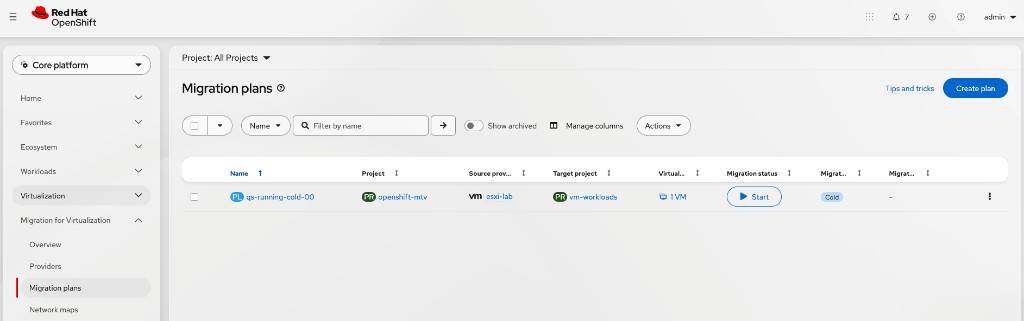 Red Hat
OpenShift
7
admin
Core platform
Home
Favorites
Ecosystem
Workloads
Virtualization
Migration for Virtualization
Overview
Providers
Migration plans
Network maps
Project: All Projects
Migration plans
Tips and tricks
Create plan
Name
Filter by name
Show archived
Manage columns
Actions
Name Project Source prov... Target project Virtual... Migration status Migrat... Migrat...
PL qs-running-cold-00 PR openshift-mtv vm esxi-lab PR vm-workloads 1 VM Start Cold -